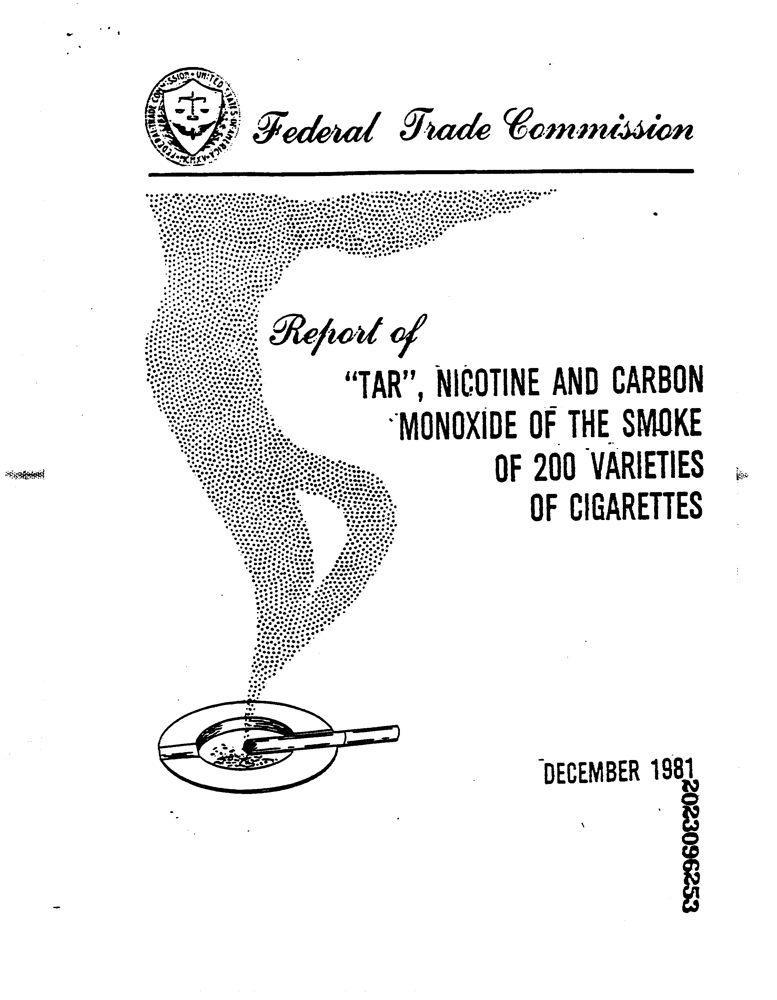 Federal Trade Commission
Report of
“TAR”, NICOTINE AND CARBON
MONOXIDE OF THE SMOKE
OF 200 VARIETIES
OF CIGARETTES
DECEMBER 1981
2023096253